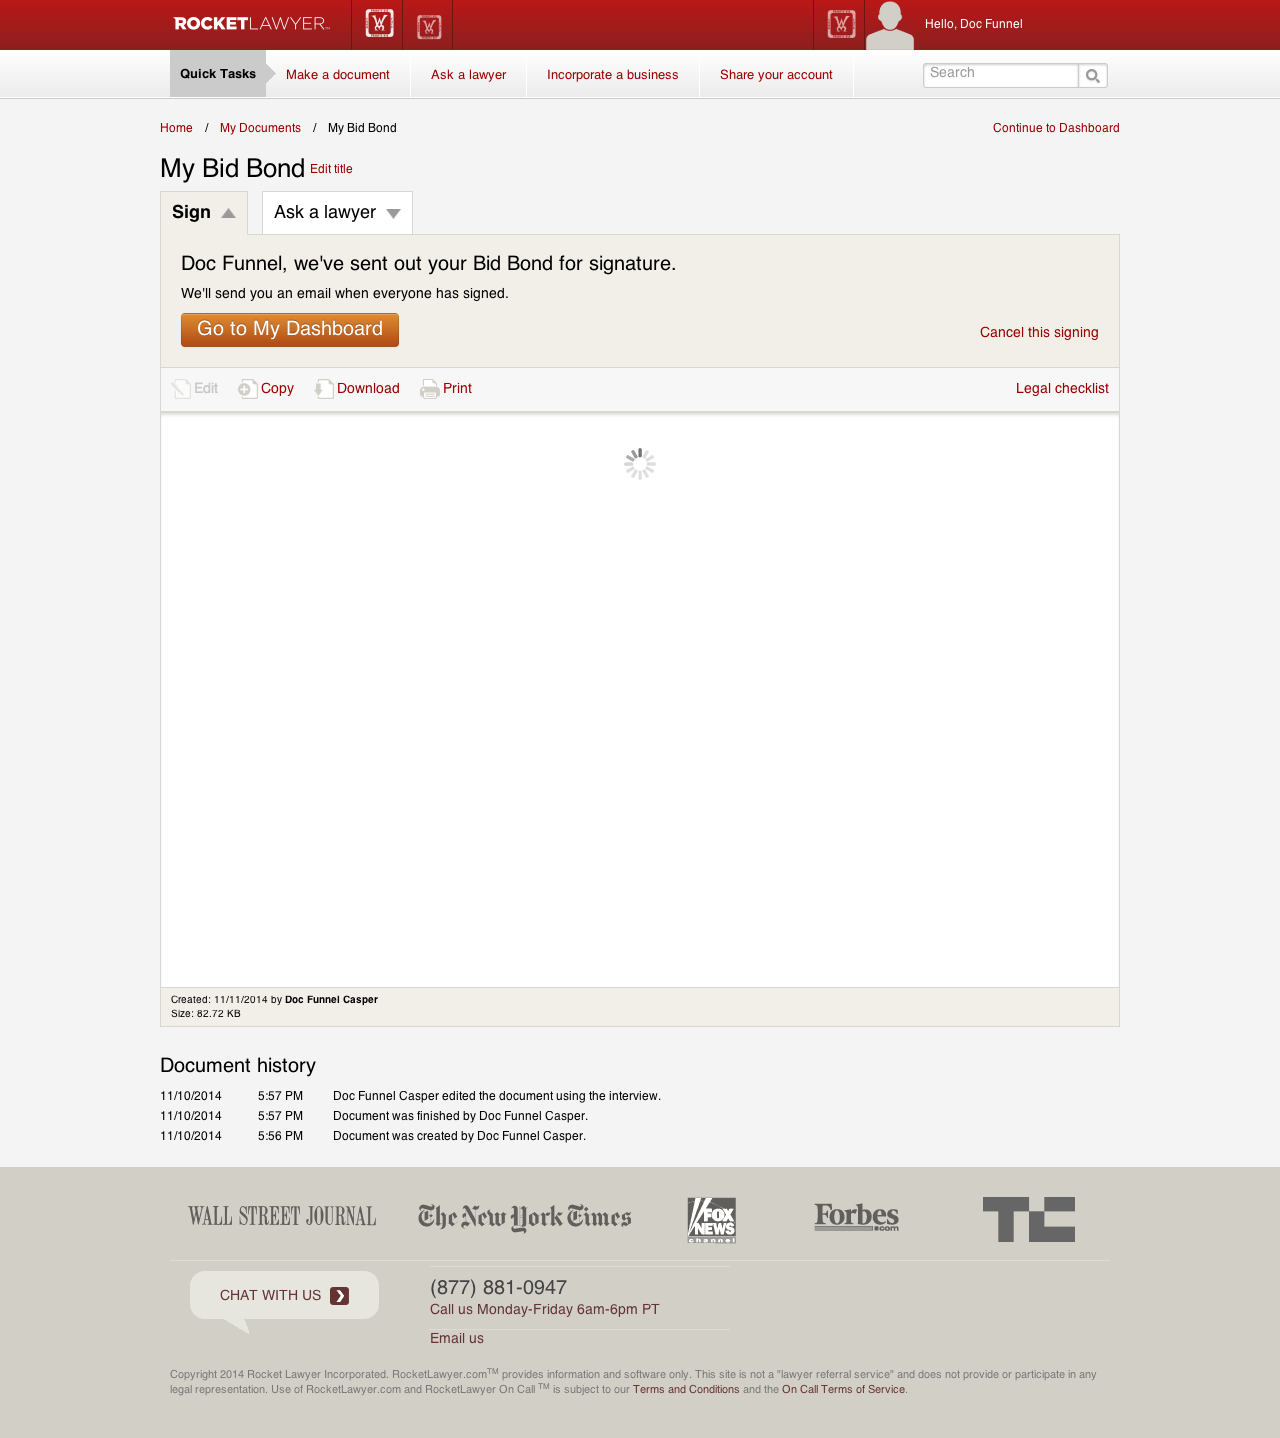 ROCKETLAWYER
Hello, Doc Funnel
Quick Tasks
Make a document
Ask a lawyer
Incorporate a business
Share your account
Search
Home / My Documents / My Bid Bond
Continue to Dashboard
My Bid Bond Edit title
Sign
Ask a lawyer
Doc Funnel, we've sent out your Bid Bond for signature.
We'll send you an email when everyone has signed.
Go to My Dashboard
Cancel this signing
Edit
Copy
Download
Print
Legal checklist
Created: 11/11/2014 by Doc Funnel Casper
Size: 82.72 KB
Document history
11/10/2014 5:57 PM Doc Funnel Casper edited the document using the interview.
11/10/2014 5:57 PM Document was finished by Doc Funnel Casper.
11/10/2014 5:56 PM Document was created by Doc Funnel Casper.
WALL STREET JOURNAL
The New York Times
FOX NEWS channel
Forbes .com
TC
CHAT WITH US
(877) 881-0947
Call us Monday-Friday 6am-6pm PT
Email us
Copyright 2014 Rocket Lawyer Incorporated. RocketLawyer.com™ provides information and software only. This site is not a "lawyer referral service" and does not provide or participate in any
legal representation. Use of RocketLawyer.com and RocketLawyer On Call ™ is subject to our Terms and Conditions and the On Call Terms of Service.